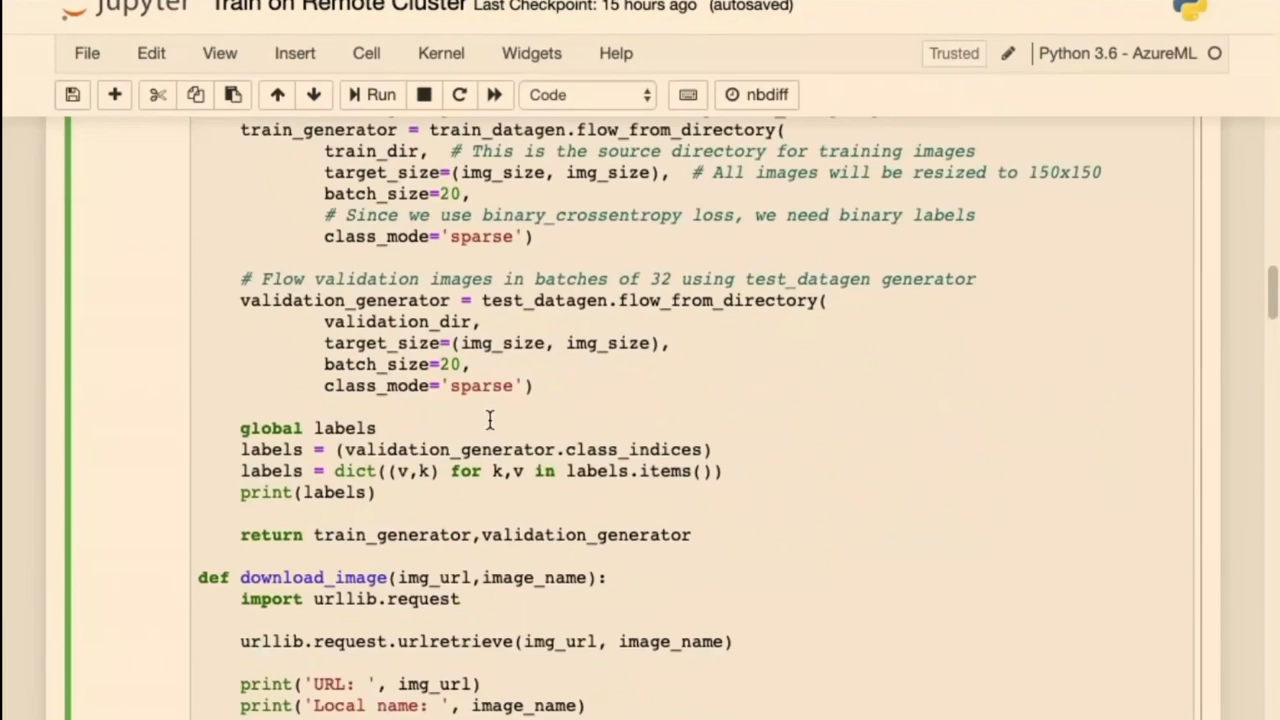 jupyter Train on Remote Cluster Last Checkpoint: 15 hours ago (autosaved)
File Edit View Insert Cell Kernel Widgets Help Trusted Python 3.6 - AzureML
Run Code nbdiff
train_generator = train_datagen.flow_from_directory(
train_dir,  # This is the source directory for training images
target_size=(img_size, img_size),  # All images will be resized to 150x150
batch_size=20,
# Since we use binary_crossentropy loss, we need binary labels
class_mode='sparse')
# Flow validation images in batches of 32 using test_datagen generator
validation_generator = test_datagen.flow_from_directory(
validation_dir,
target_size=(img_size, img_size),
batch_size=20,
class_mode='sparse')
global labels
labels = (validation_generator.class_indices)
labels = dict((v,k) for k,v in labels.items())
print(labels)
return train_generator,validation_generator
def download_image(img_url,image_name):
import urllib.request
urllib.request.urlretrieve(img_url, image_name)
print('URL: ', img_url)
print('Local name: ', image_name)